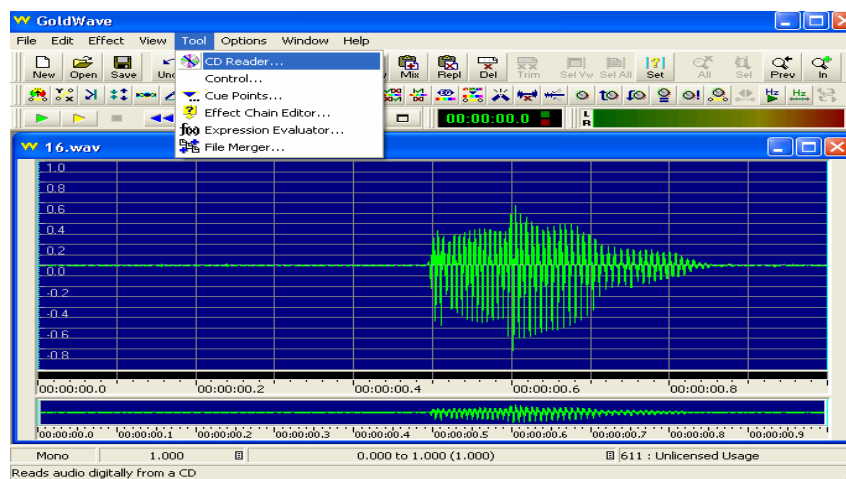 GoldWave
File Edit Effect View Tool Options Window Help
New Open Save Mix Repl Del Trim Sel Vw Sel All Set All Sel Prev In
CD Reader...
Control...
Cue Points...
Effect Chain Editor...
Expression Evaluator...
File Merger...
00:00:00.0
L
R
16.wav
1.0
0.8
0.6
0.4
0.2
0.0
-0.2
-0.4
-0.6
-0.8
00:00:00.0 00:00:00.2 00:00:00.4 00:00:00.6 00:00:00.8
00:00:00.0 00:00:00.1 00:00:00.2 00:00:00.3 00:00:00.4 00:00:00.5 00:00:00.6 00:00:00.7 00:00:00.8 00:00:00.9
Mono 1.000 0.000 to 1.000 (1.000) 611 : Unlicensed Usage
Reads audio digitally from a CD